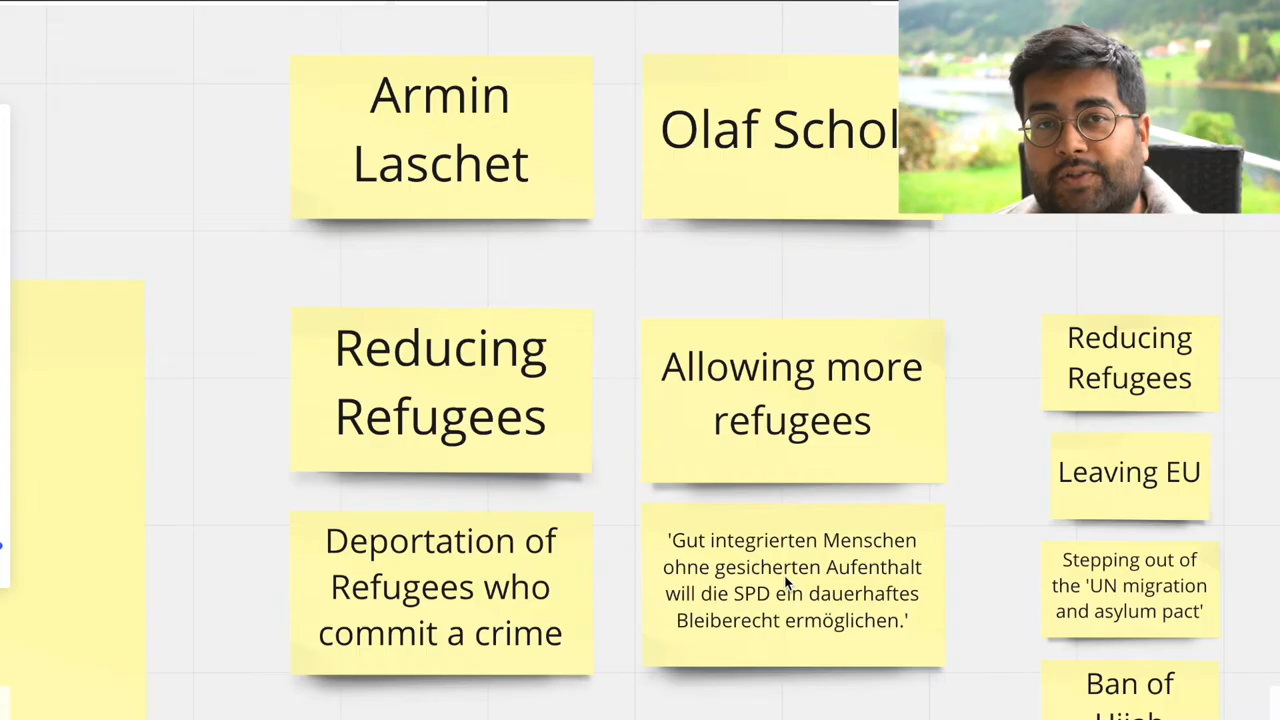 Armin
Laschet
Olaf Schol
Reducing
Refugees
Allowing more
refugees
Deportation of
Refugees who
commit a crime
'Gut integrierten Menschen
ohne gesicherten Aufenthalt
will die SPD ein dauerhaftes
Bleiberecht ermöglichen.'
Reducing
Refugees
Leaving EU
Stepping out of
the 'UN migration
and asylum pact'
Ban of